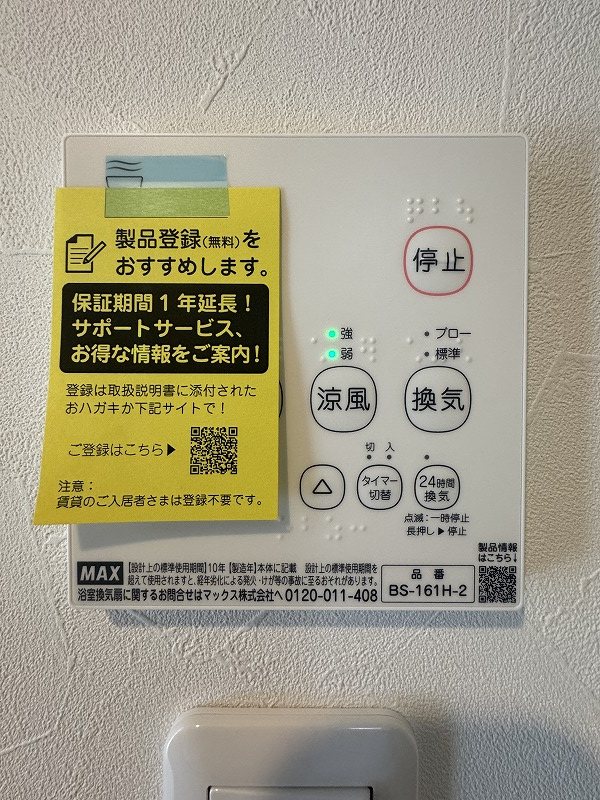 製品登録(無料)を
おすすめします。
保証期間1年延長!
サポートサービス、
お得な情報をご案内!
登録は取扱説明書に添付された
おハガキか下記サイトで!
ご登録はこちら▶
注意:
賃貸のご入居者さまは登録不要です。
停止
強
弱
ブロー
標準
涼風
換気
切 入
△
タイマー
切替
24時間
換気
点滅:一時停止
長押し▶停止
製品情報
はこちら↓
MAX
【設計上の標準使用期間】10年【製造年】本体に記載 設計上の標準使用期間を
超えて使用されますと、経年劣化による発火・けが等の事故に至るおそれがあります。
浴室換気扇に関するお問合せはマックス株式会社へ 0120-011-408
品番
BS-161H-2